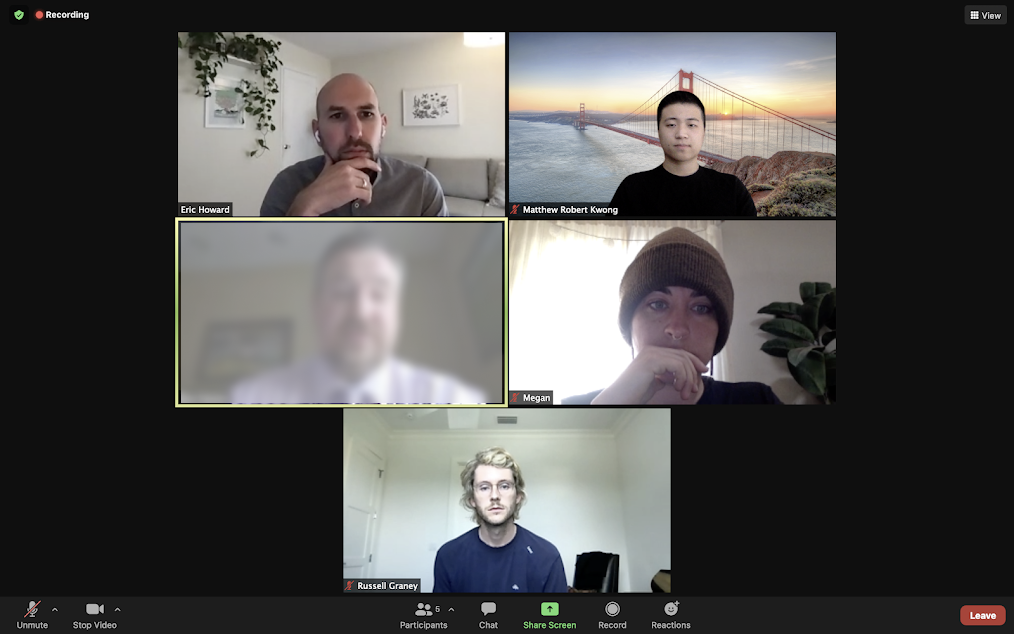 Recording
View
Eric Howard
Matthew Robert Kwong
Megan
Russell Graney
Unmute
Stop Video
Participants
5
Chat
Share Screen
Record
Reactions
Leave